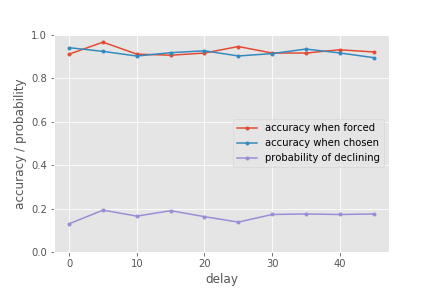 1.0
0.8
0.6
0.4
0.2
0.0
accuracy / probability
accuracy when forced
accuracy when chosen
probability of declining
0 10 20 30 40
delay